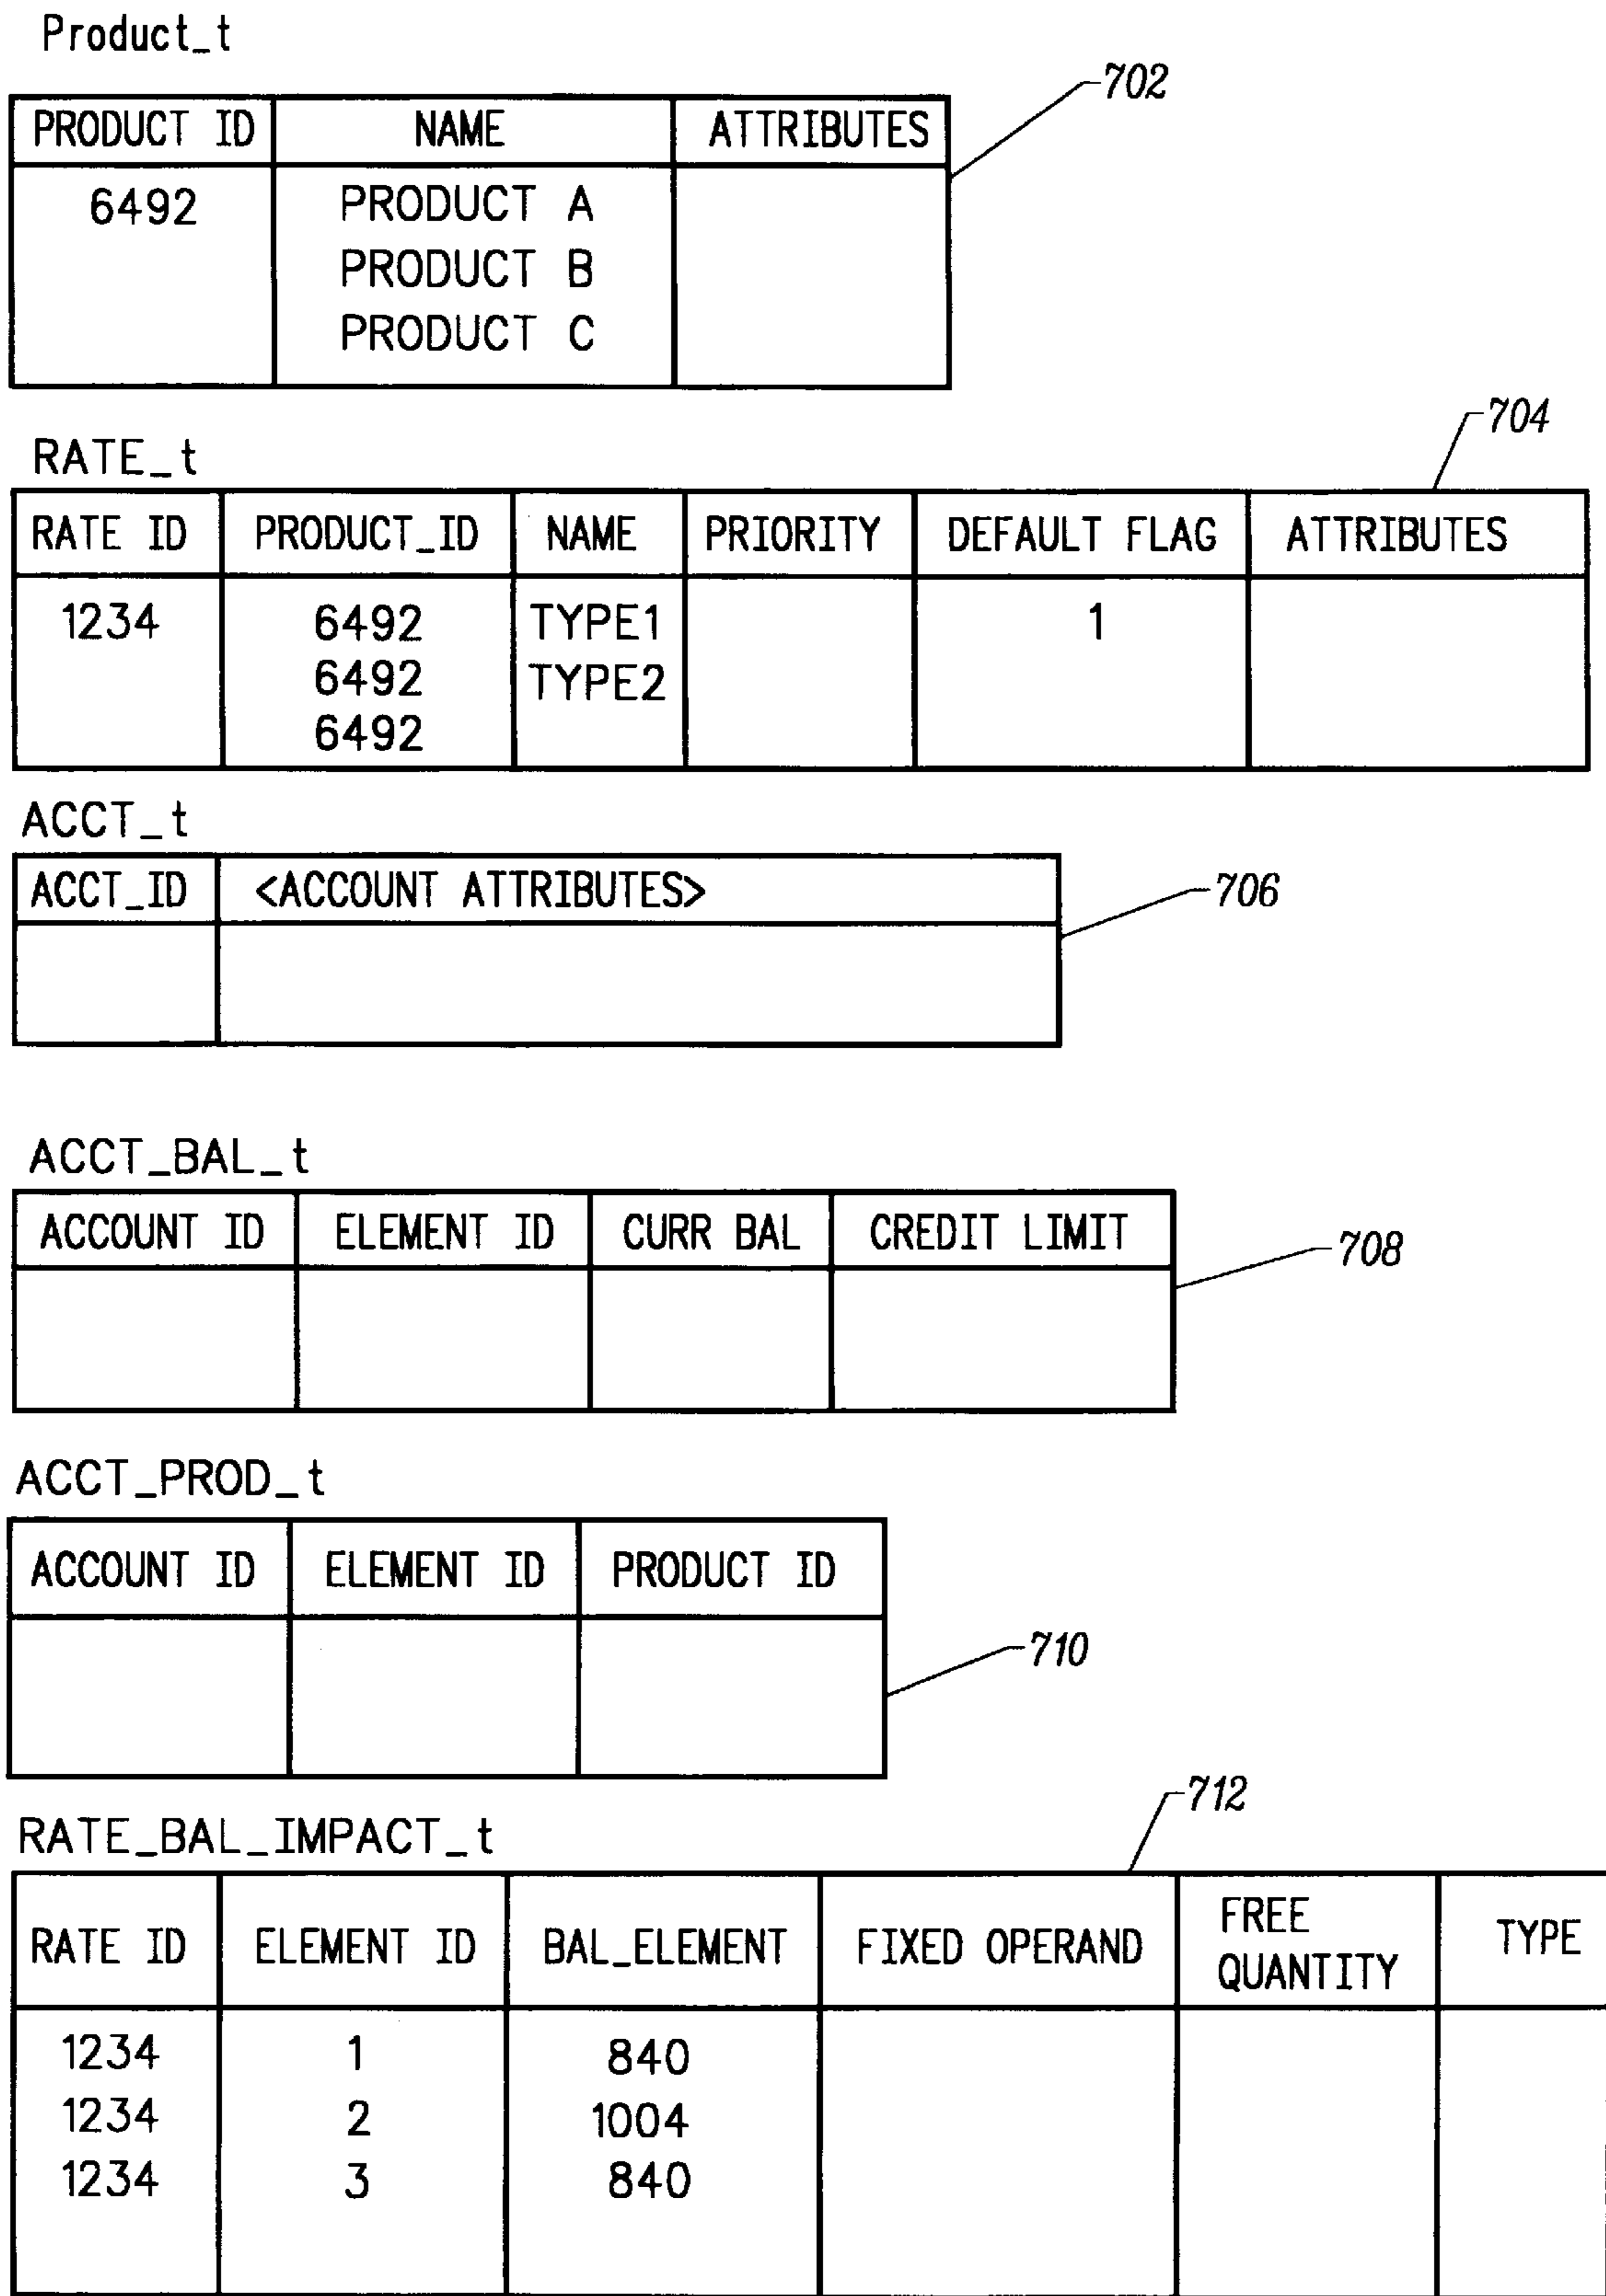 Product_t
702
PRODUCT ID NAME ATTRIBUTES
6492 PRODUCT A
PRODUCT B
PRODUCT C
704
RATE_t
RATE ID PRODUCT_ID NAME PRIORITY DEFAULT FLAG ATTRIBUTES
1234 6492 TYPE1 1
6492 TYPE2
6492
ACCT_t
ACCT_ID <ACCOUNT ATTRIBUTES>
706
ACCT_BAL_t
ACCOUNT ID ELEMENT ID CURR BAL CREDIT LIMIT
708
ACCT_PROD_t
ACCOUNT ID ELEMENT ID PRODUCT ID
710
712
RATE_BAL_IMPACT_t
RATE ID ELEMENT ID BAL_ELEMENT FIXED OPERAND FREE QUANTITY TYPE
1234 1 840
1234 2 1004
1234 3 840